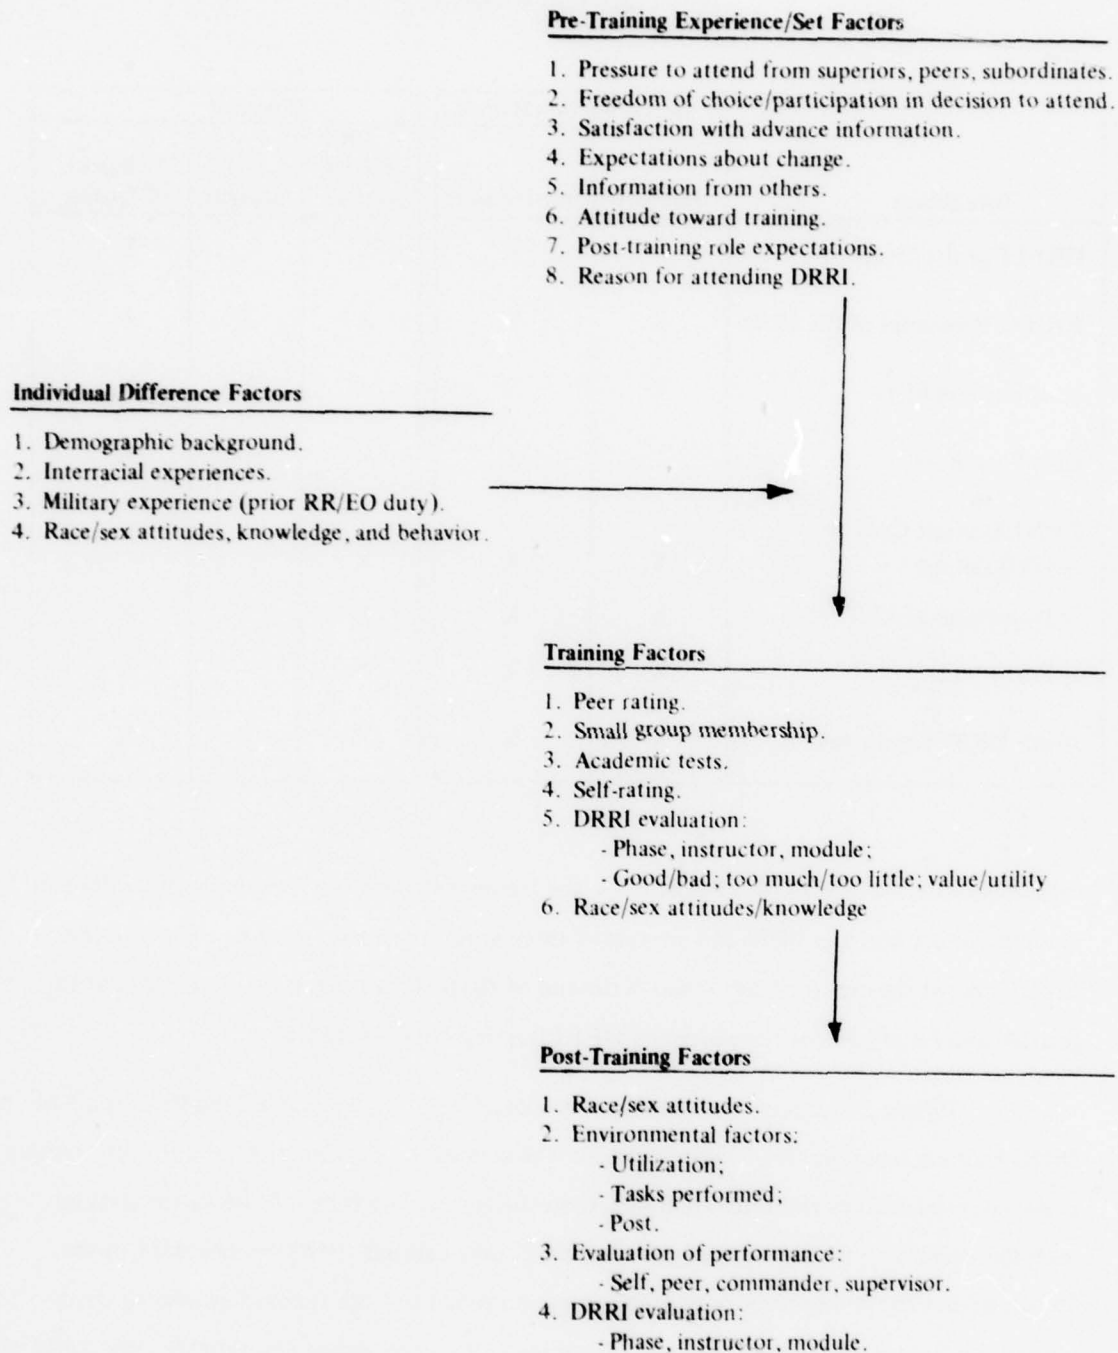 Pre-Training Experience/Set Factors
1. Pressure to attend from superiors, peers, subordinates.
2. Freedom of choice/participation in decision to attend.
3. Satisfaction with advance information.
4. Expectations about change.
5. Information from others.
6. Attitude toward training.
7. Post-training role expectations.
8. Reason for attending DRRI.
Individual Difference Factors
1. Demographic background.
2. Interracial experiences.
3. Military experience (prior RR/EO duty).
4. Race/sex attitudes, knowledge, and behavior.
Training Factors
1. Peer rating.
2. Small group membership.
3. Academic tests.
4. Self-rating.
5. DRRI evaluation:
- Phase, instructor, module;
- Good/bad; too much/too little; value/utility
6. Race/sex attitudes/knowledge
Post-Training Factors
1. Race/sex attitudes.
2. Environmental factors:
- Utilization;
- Tasks performed;
- Post.
3. Evaluation of performance:
- Self, peer, commander, supervisor.
4. DRRI evaluation:
- Phase, instructor, module.